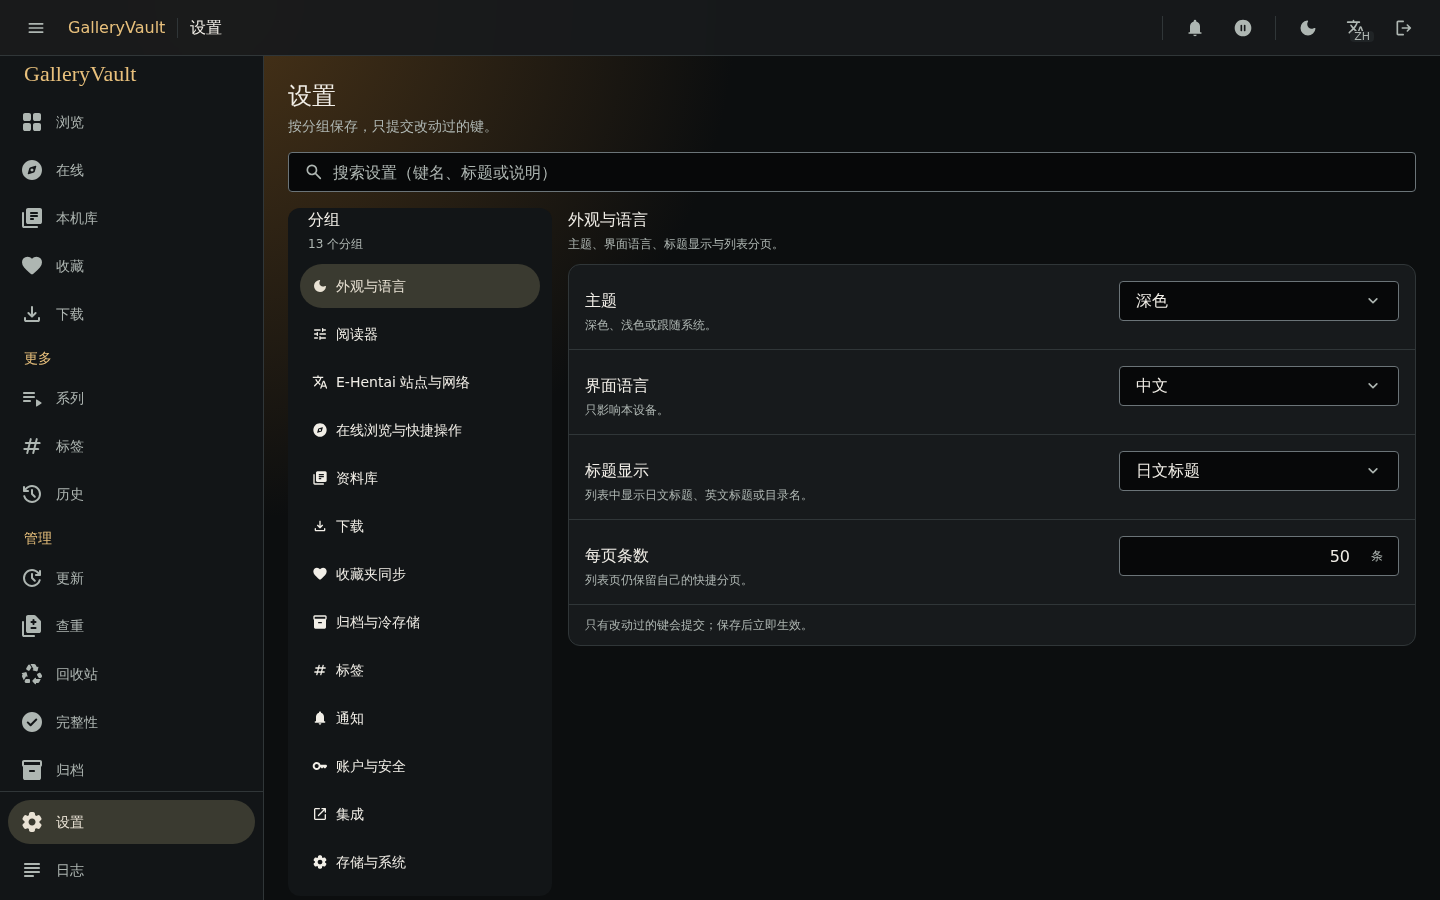 GalleryVault
设置
ZH
GalleryVault
浏览
在线
本机库
收藏
下载
更多
系列
标签
历史
管理
更新
查重
回收站
完整性
归档
设置
日志
设置
按分组保存，只提交改动过的键。
搜索设置（键名、标题或说明）
分组
13 个分组
外观与语言
阅读器
E-Hentai 站点与网络
在线浏览与快捷操作
资料库
下载
收藏夹同步
归档与冷存储
标签
通知
账户与安全
集成
存储与系统
外观与语言
主题、界面语言、标题显示与列表分页。
主题
深色、浅色或跟随系统。
深色
界面语言
只影响本设备。
中文
标题显示
列表中显示日文标题、英文标题或目录名。
日文标题
每页条数
列表页仍保留自己的快捷分页。
50 条
只有改动过的键会提交；保存后立即生效。